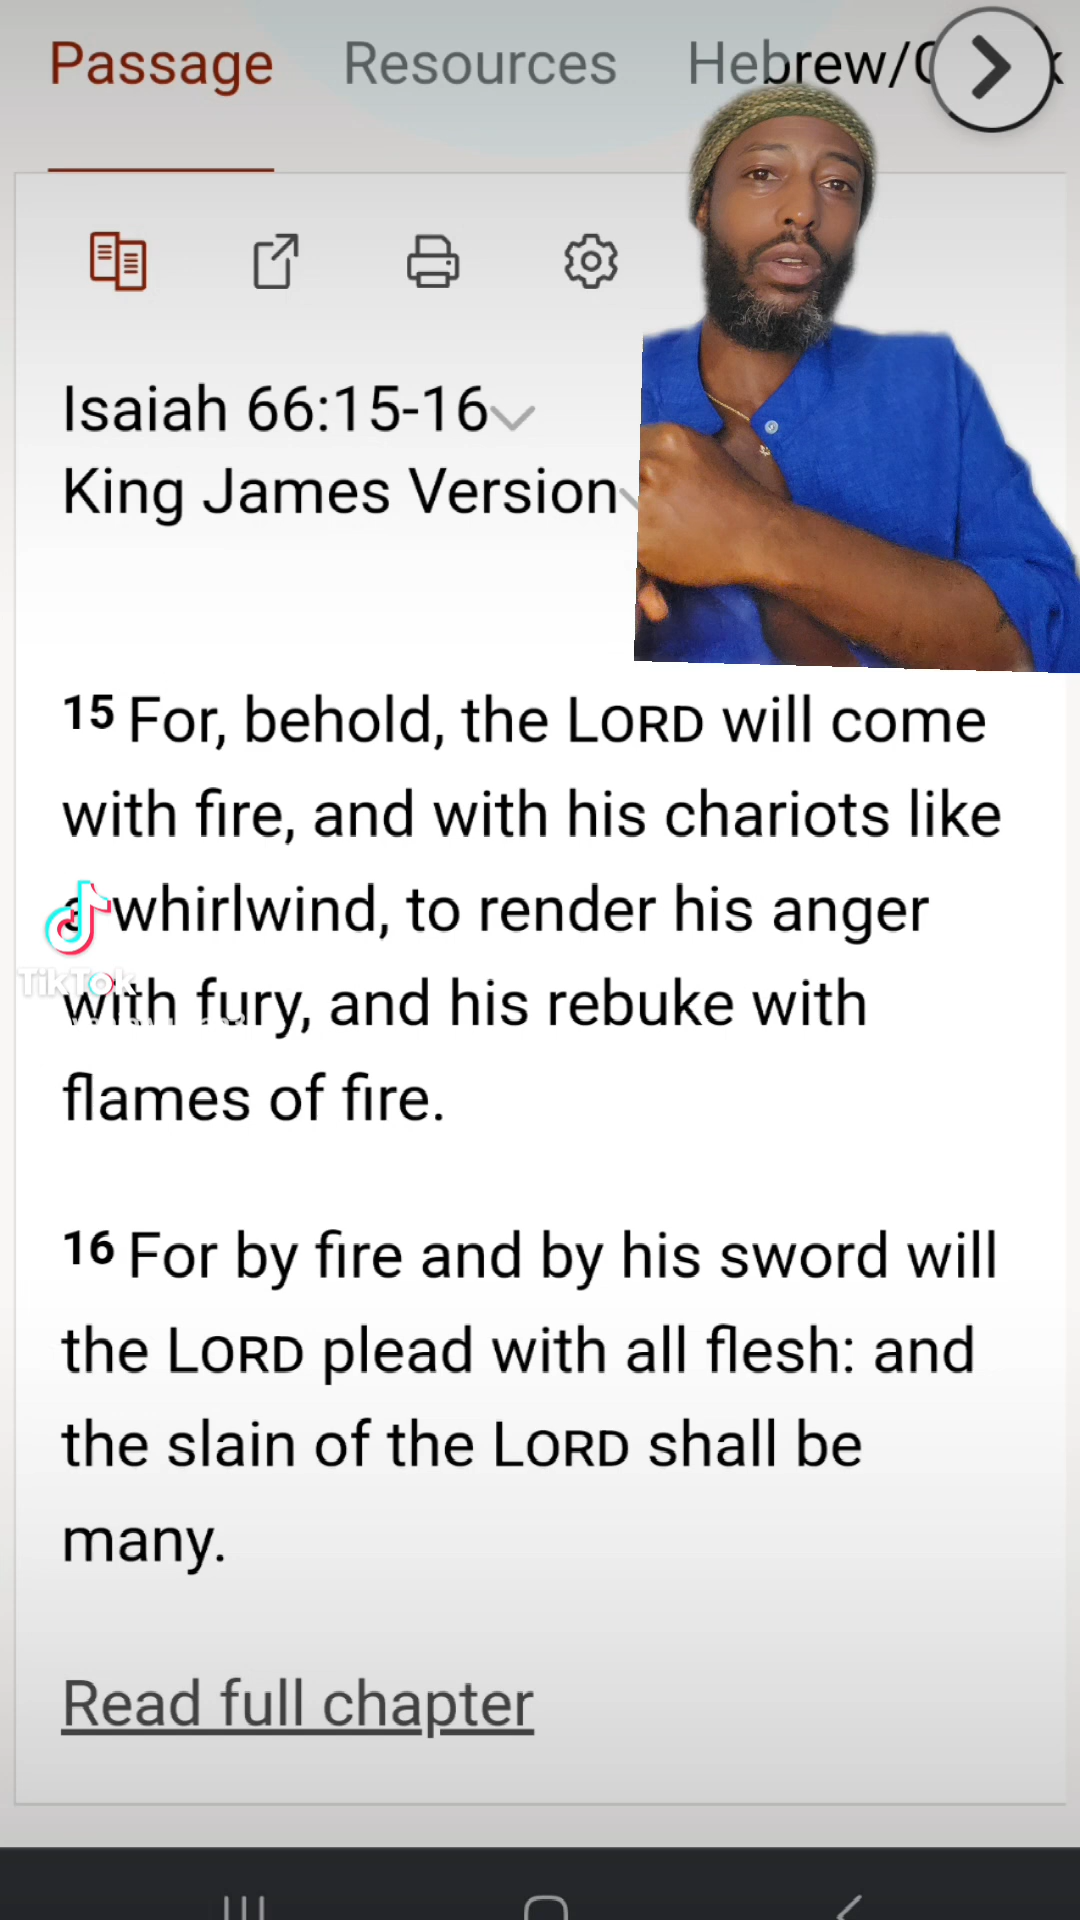 Passage Resources Hebrew/
Isaiah 66:15-16
King James Version
15 For, behold, the LORD will come
with fire, and with his chariots like
whirlwind, to render his anger
TikTok
with fury, and his rebuke with
flames of fire.
16 For by fire and by his sword will
the LORD plead with all flesh: and
the slain of the LORD shall be
many.
Read full chapter